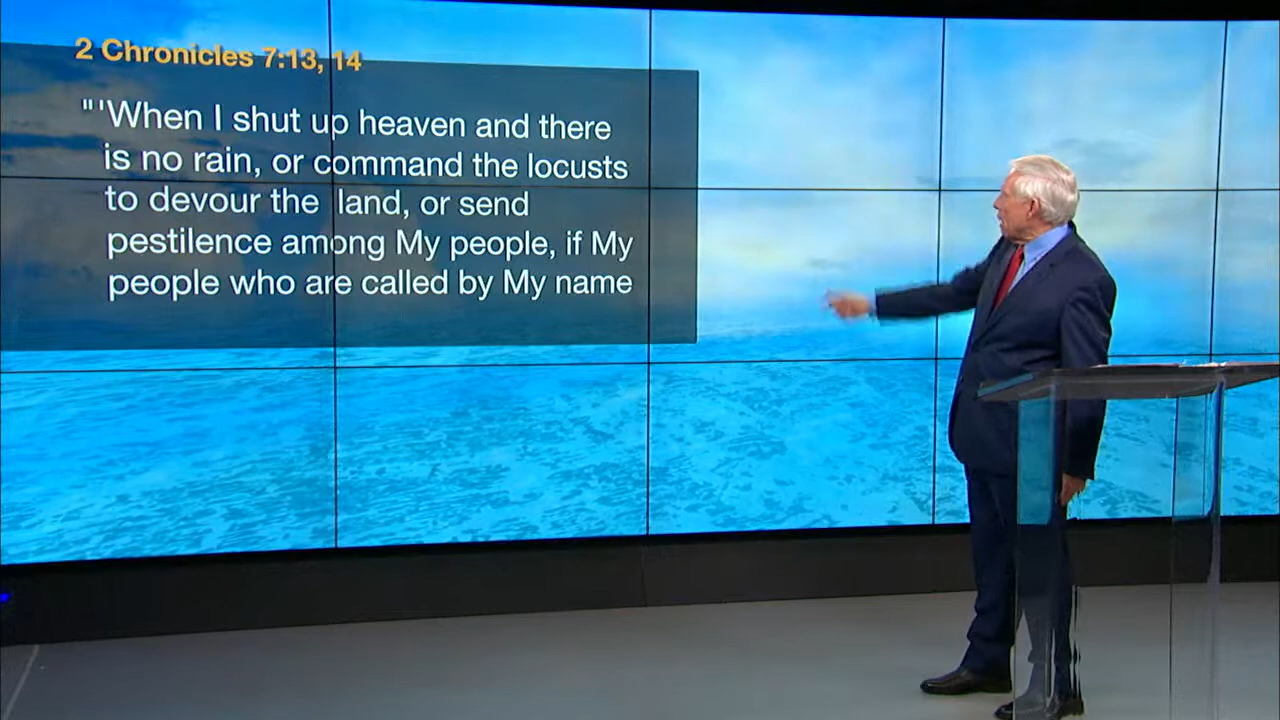 2 Chronicles 7:13, 14
"'When I shut up heaven and there
is no rain, or command the locusts
to devour the land, or send
pestilence among My people, if My
people who are called by My name